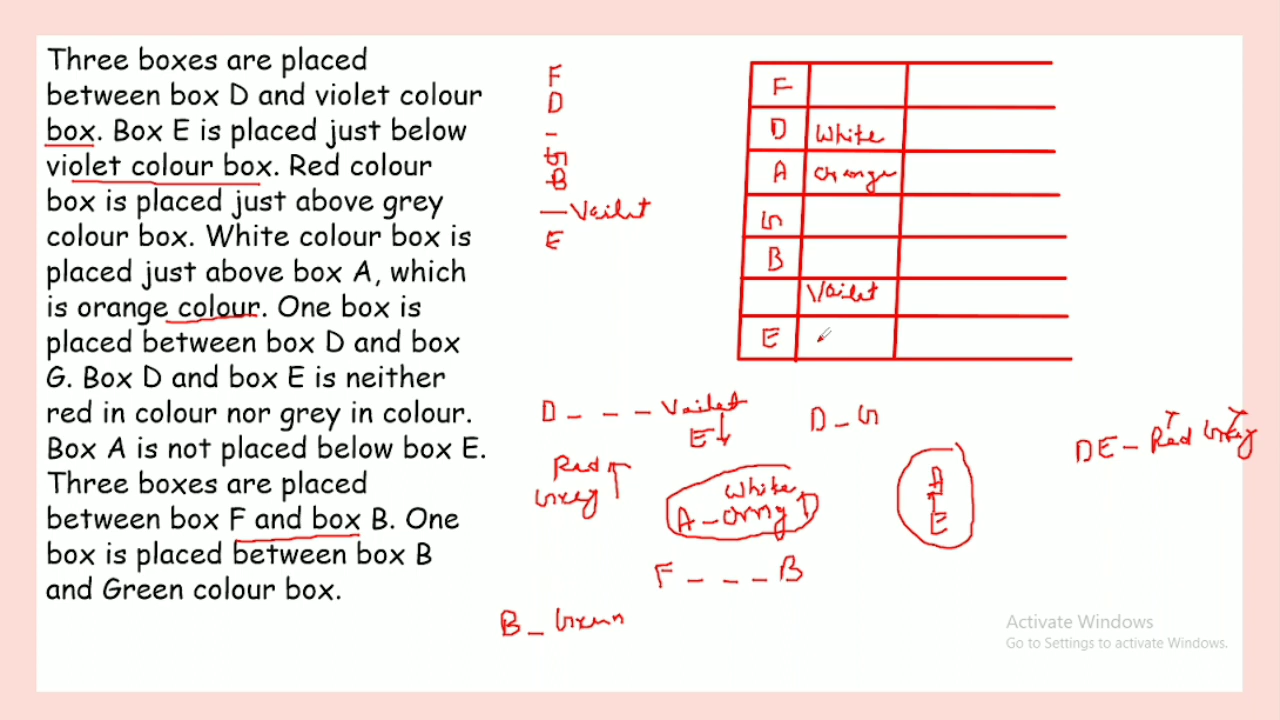 Three boxes are placed
between box D and violet colour
box. Box E is placed just below
violet colour box. Red colour
box is placed just above grey
colour box. White colour box is
placed just above box A, which
is orange colour. One box is
placed between box D and box
G. Box D and box E is neither
red in colour nor grey in colour.
Box A is not placed below box E.
Three boxes are placed
between box F and box B. One
box is placed between box B
and Green colour box.
F
D
-
G
B
— Vailet
E
F
D White
A Orange
G
B
Vailet
E
D - - - Vailet
E ↓
D - G
DE - Red Grey
Red
Grey
White
A - Orng
A
E
F - - - B
B - Green
Activate Windows
Go to Settings to activate Windows.